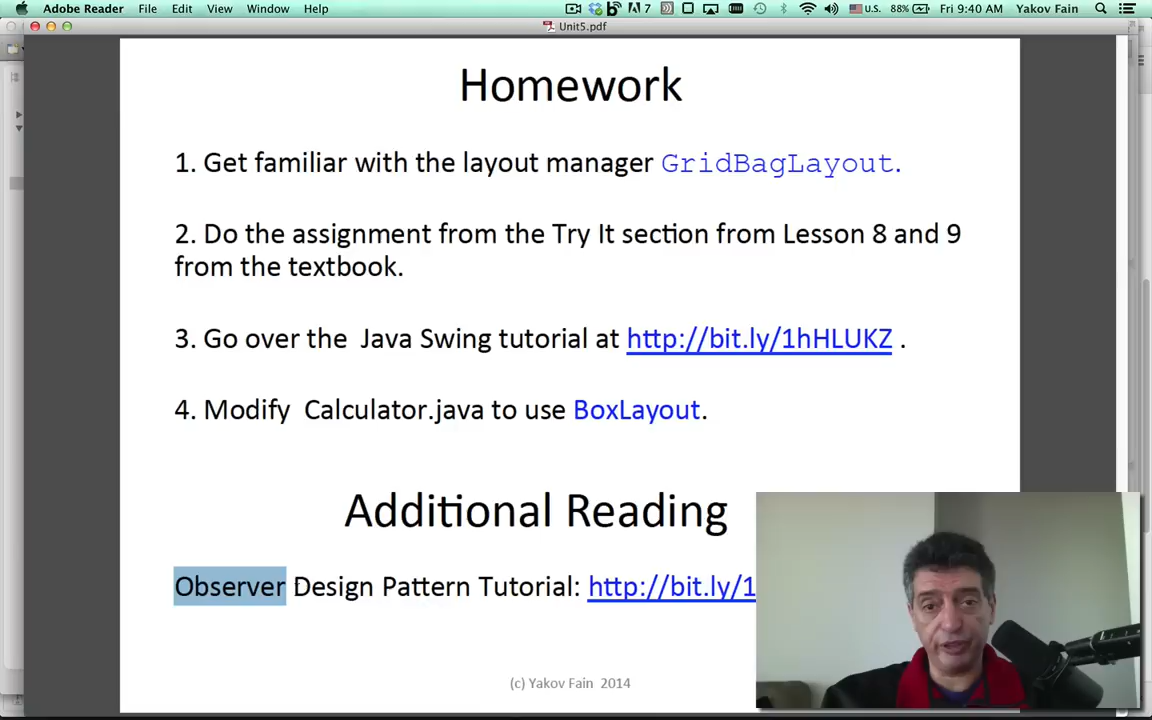 Adobe Reader File Edit View Window Help 7 U.S. 88% Fri 9:40 AM Yakov Fain
Unit5.pdf
Homework
1. Get familiar with the layout manager GridBagLayout.
2. Do the assignment from the Try It section from Lesson 8 and 9
from the textbook.
3. Go over the Java Swing tutorial at http://bit.ly/1hHLUKZ .
4. Modify Calculator.java to use BoxLayout.
Additional Reading
Observer Design Pattern Tutorial: http://bit.ly/1
(c) Yakov Fain 2014